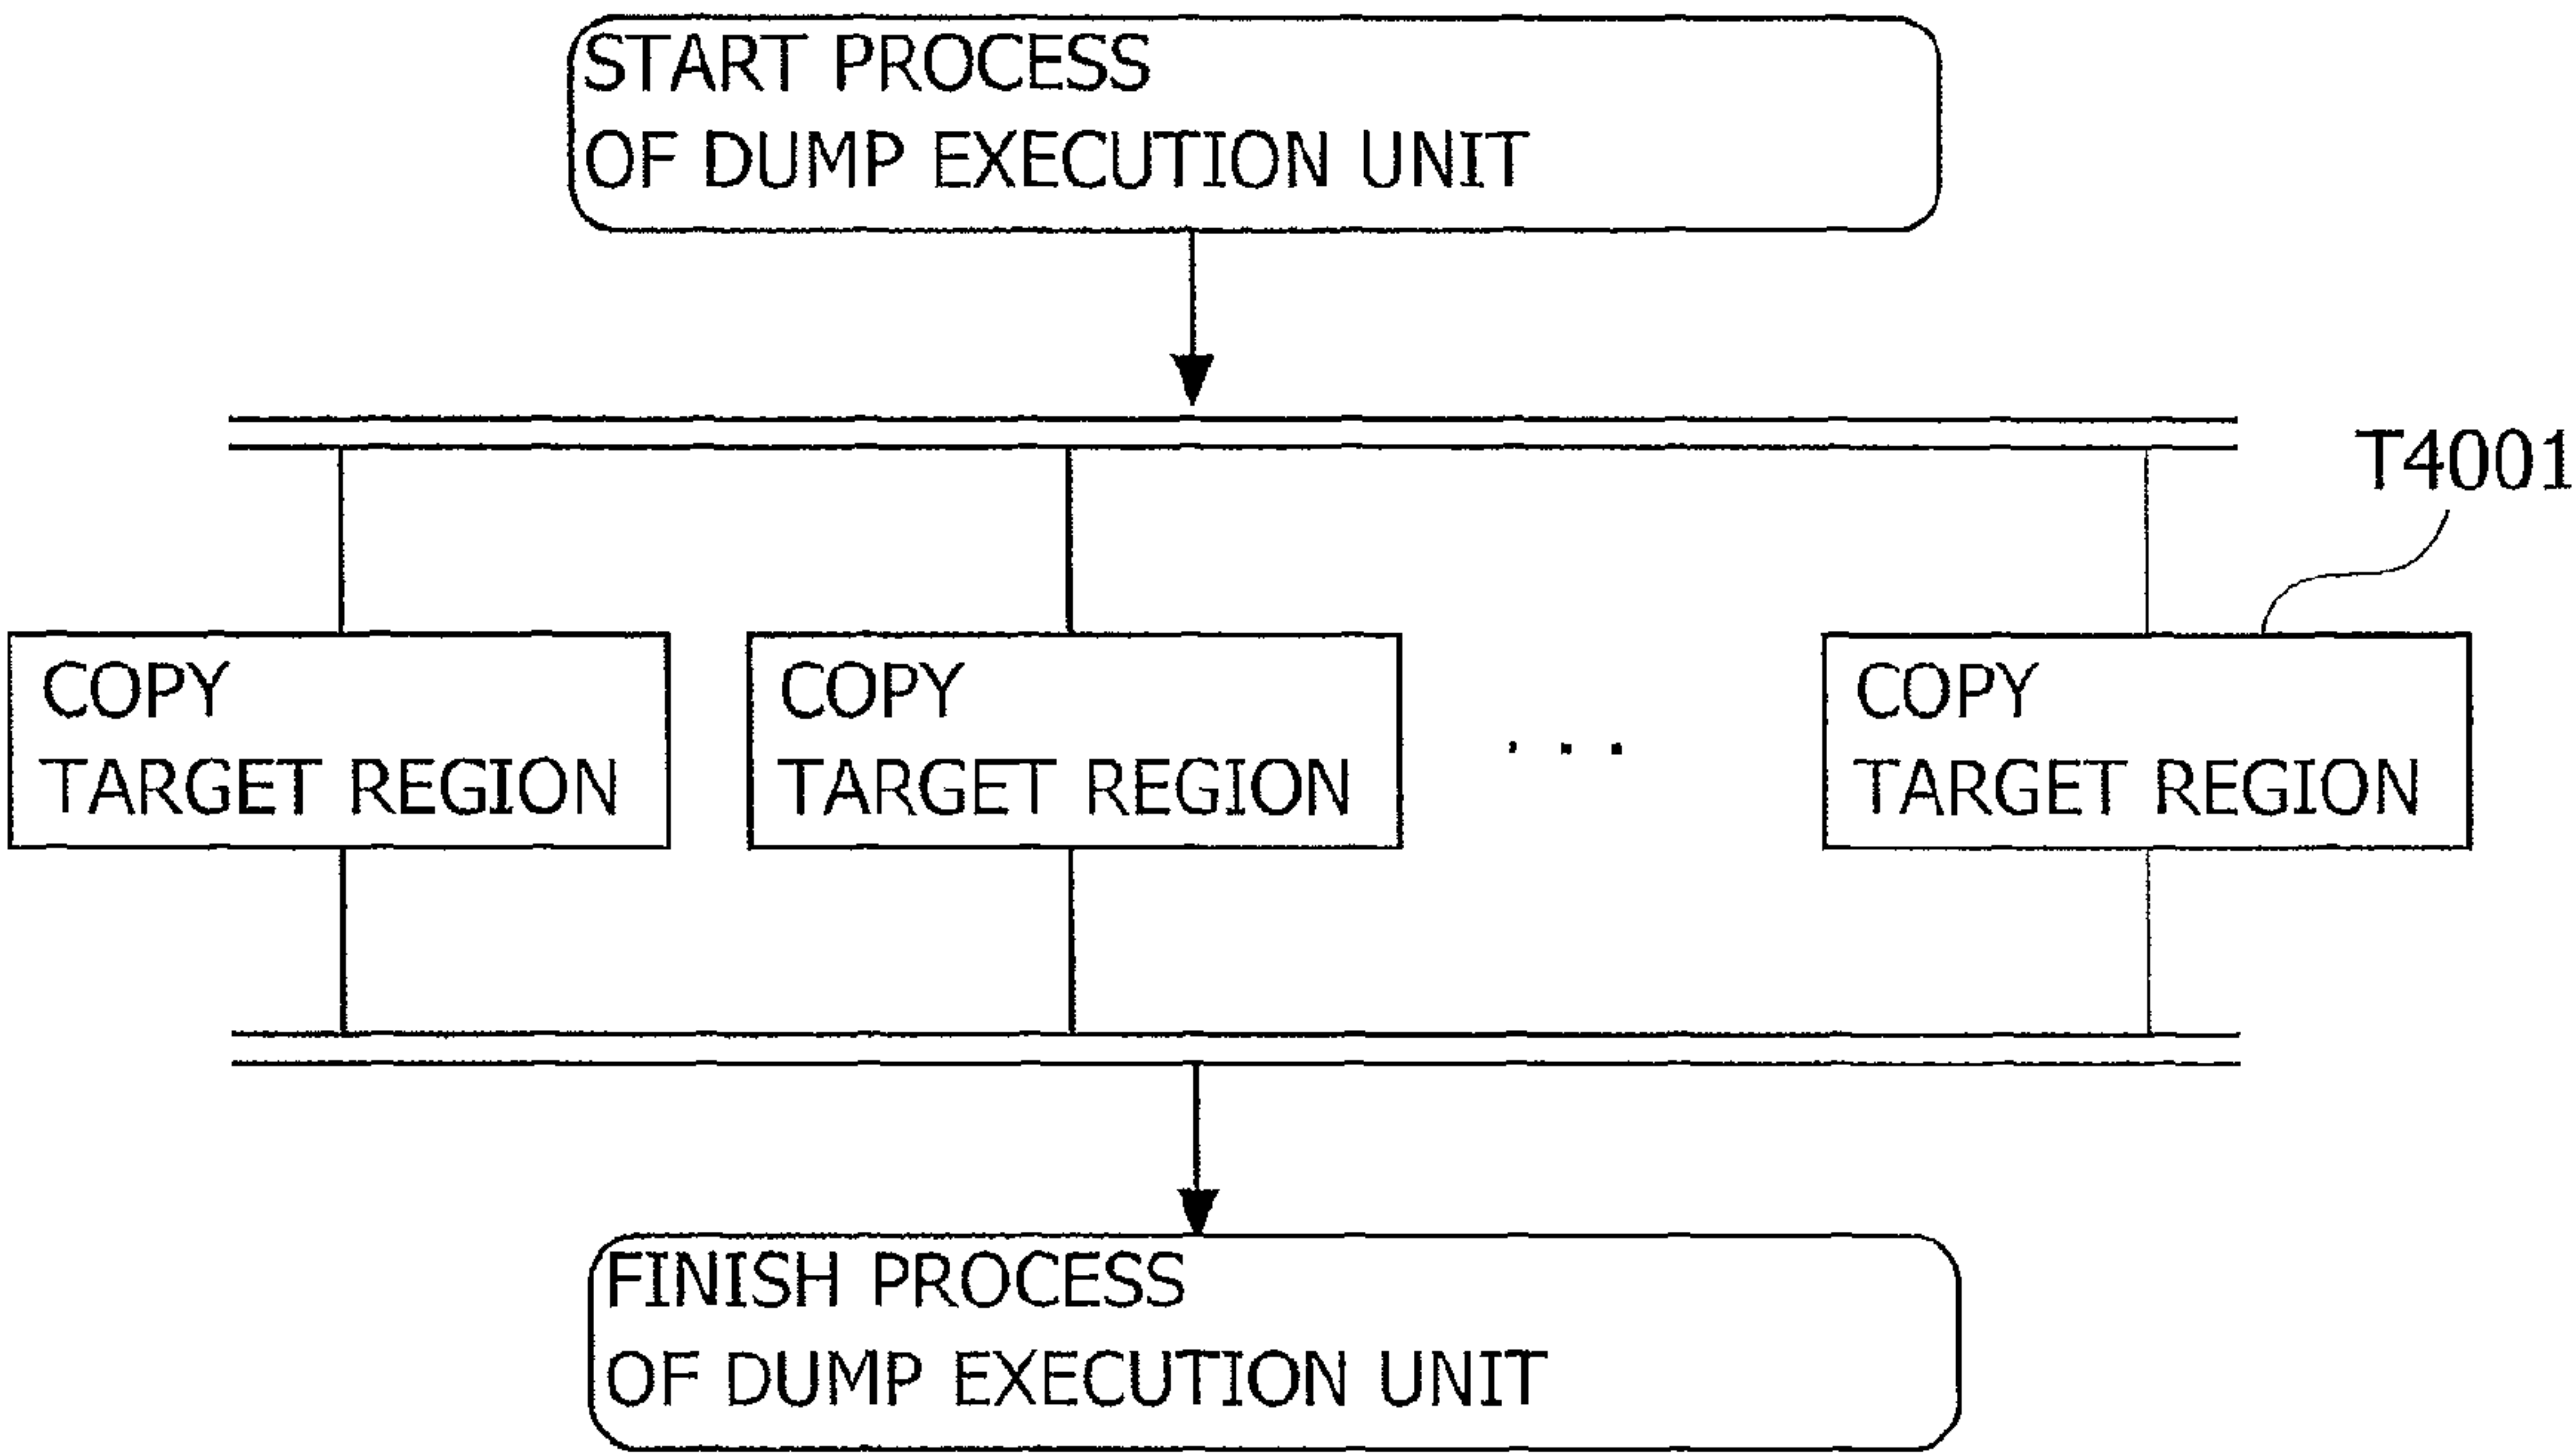 START PROCESS
OF DUMP EXECUTION UNIT
T4001
COPY
TARGET REGION
COPY
TARGET REGION
. . .
COPY
TARGET REGION
FINISH PROCESS
OF DUMP EXECUTION UNIT